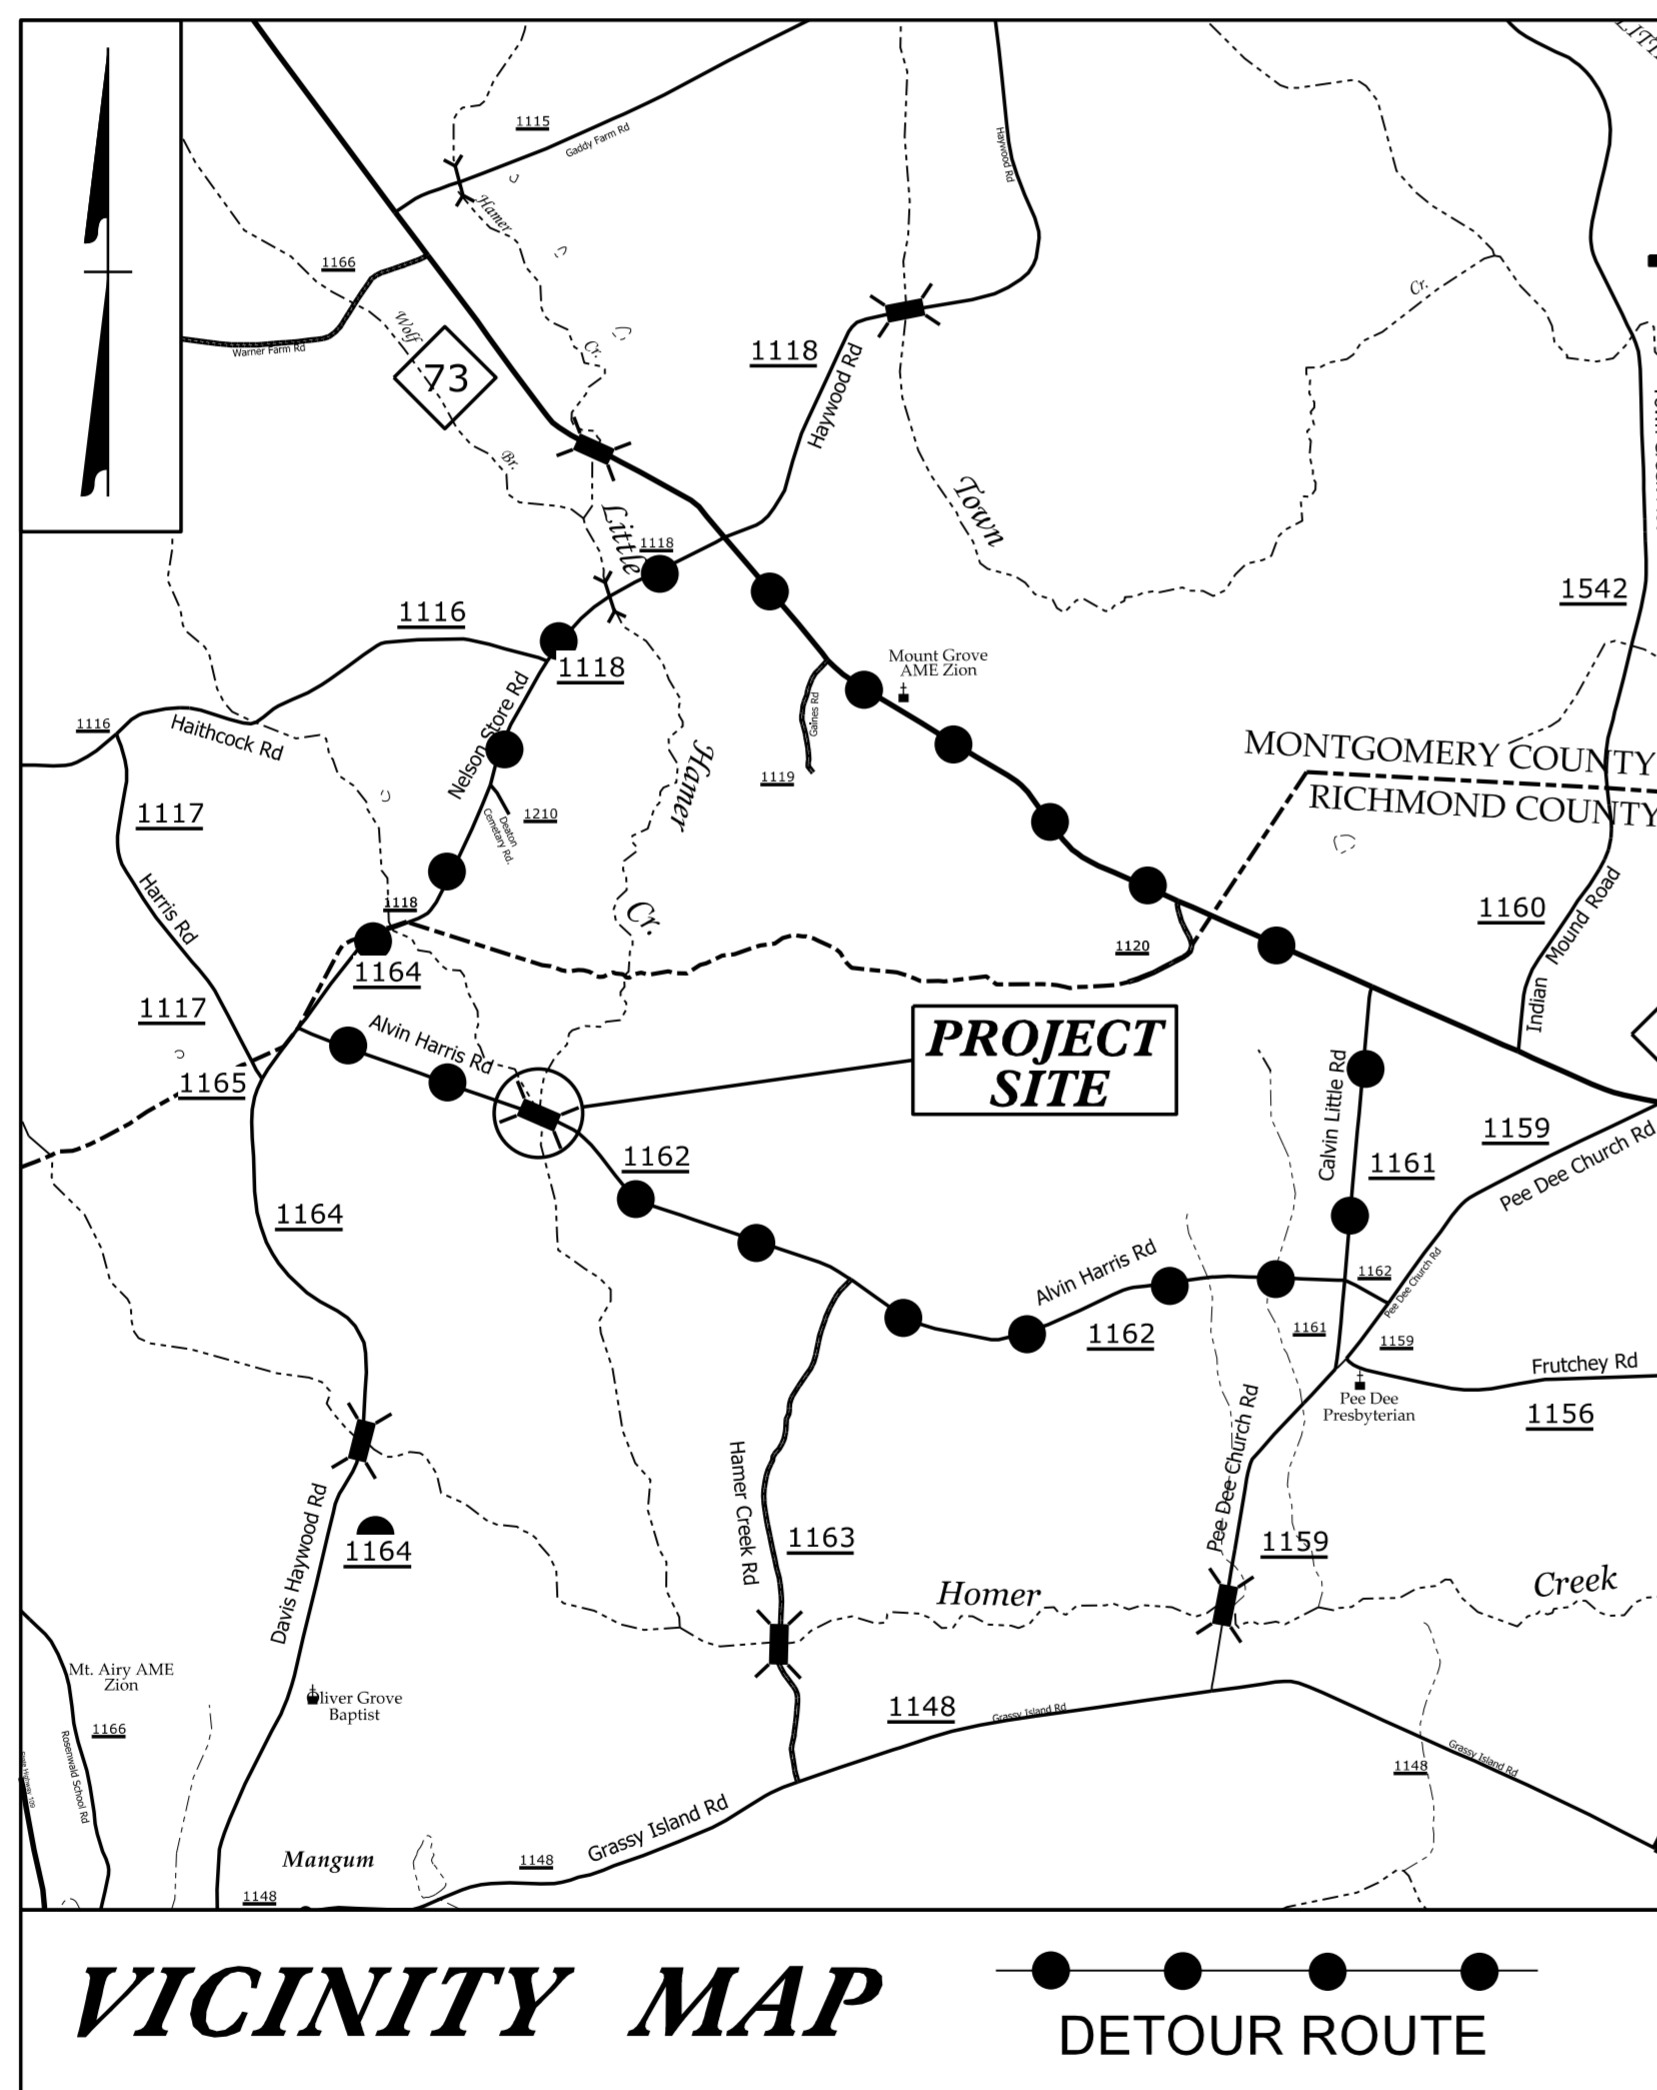 1115
Gaddy Farm Rd
Haywood Rd
Hamer
1166
Warner Farm Rd
Wolf
73
Cr.
Cr.
1118
Haywood Rd
Br.
Town
Little
1118
1542
1116
1118
Mount Grove
AME Zion
Nelson Store Rd
Gaines Rd
1116
Haithcock Rd
1119
Hamer
MONTGOMERY COUNTY
RICHMOND COUNTY
1117
1210
Deaton
Cemetary Rd.
Harris Rd
1118
Cr.
1160
Indian Mound Road
1120
1164
1117
Alvin Harris Rd
PROJECT
SITE
1165
Calvin Little Rd
1159
Pee Dee Church Rd
1162
1161
1164
Alvin Harris Rd
1162
Pee Dee Church Rd
1162
1161
1159
Frutchey Rd
Pee Dee
Presbyterian
1156
Pee Dee Church Rd
Hamer Creek Rd
1163
1159
Davis Haywood Rd
1164
Homer
Creek
Mt. Airy AME
Zion
Oliver Grove
Baptist
1166
Rosenwald School Rd
1148
Grassy Island Rd
Grassy Island Rd
1148
Grassy Island Rd
Mangum
1148
1148
VICINITY MAP
DETOUR ROUTE